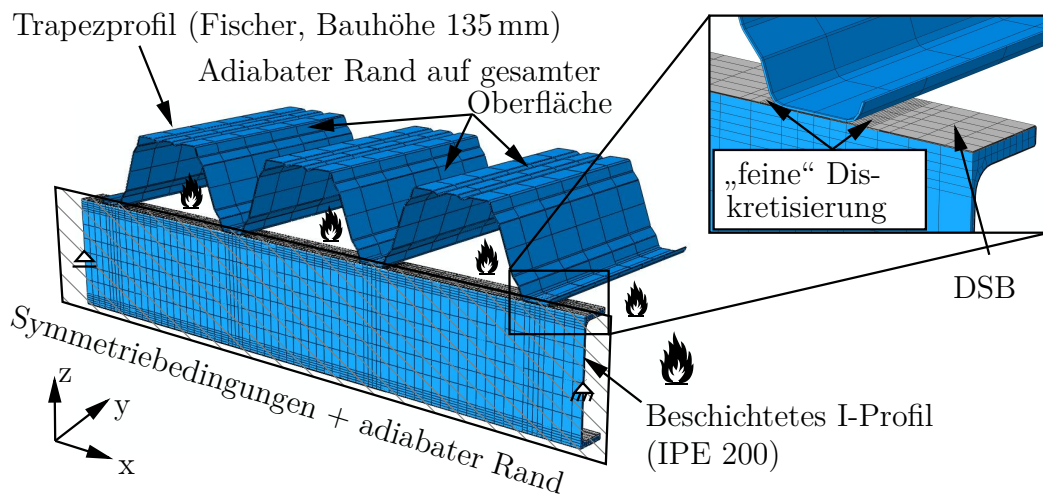 Trapezprofil (Fischer, Bauhöhe 135 mm)
Adiabater Rand auf gesamter
Oberfläche
„feine“ Dis-
kretisierung
DSB
Symmetriebedingungen + adiabater Rand
Beschichtetes I-Profil
(IPE 200)
z
y
x